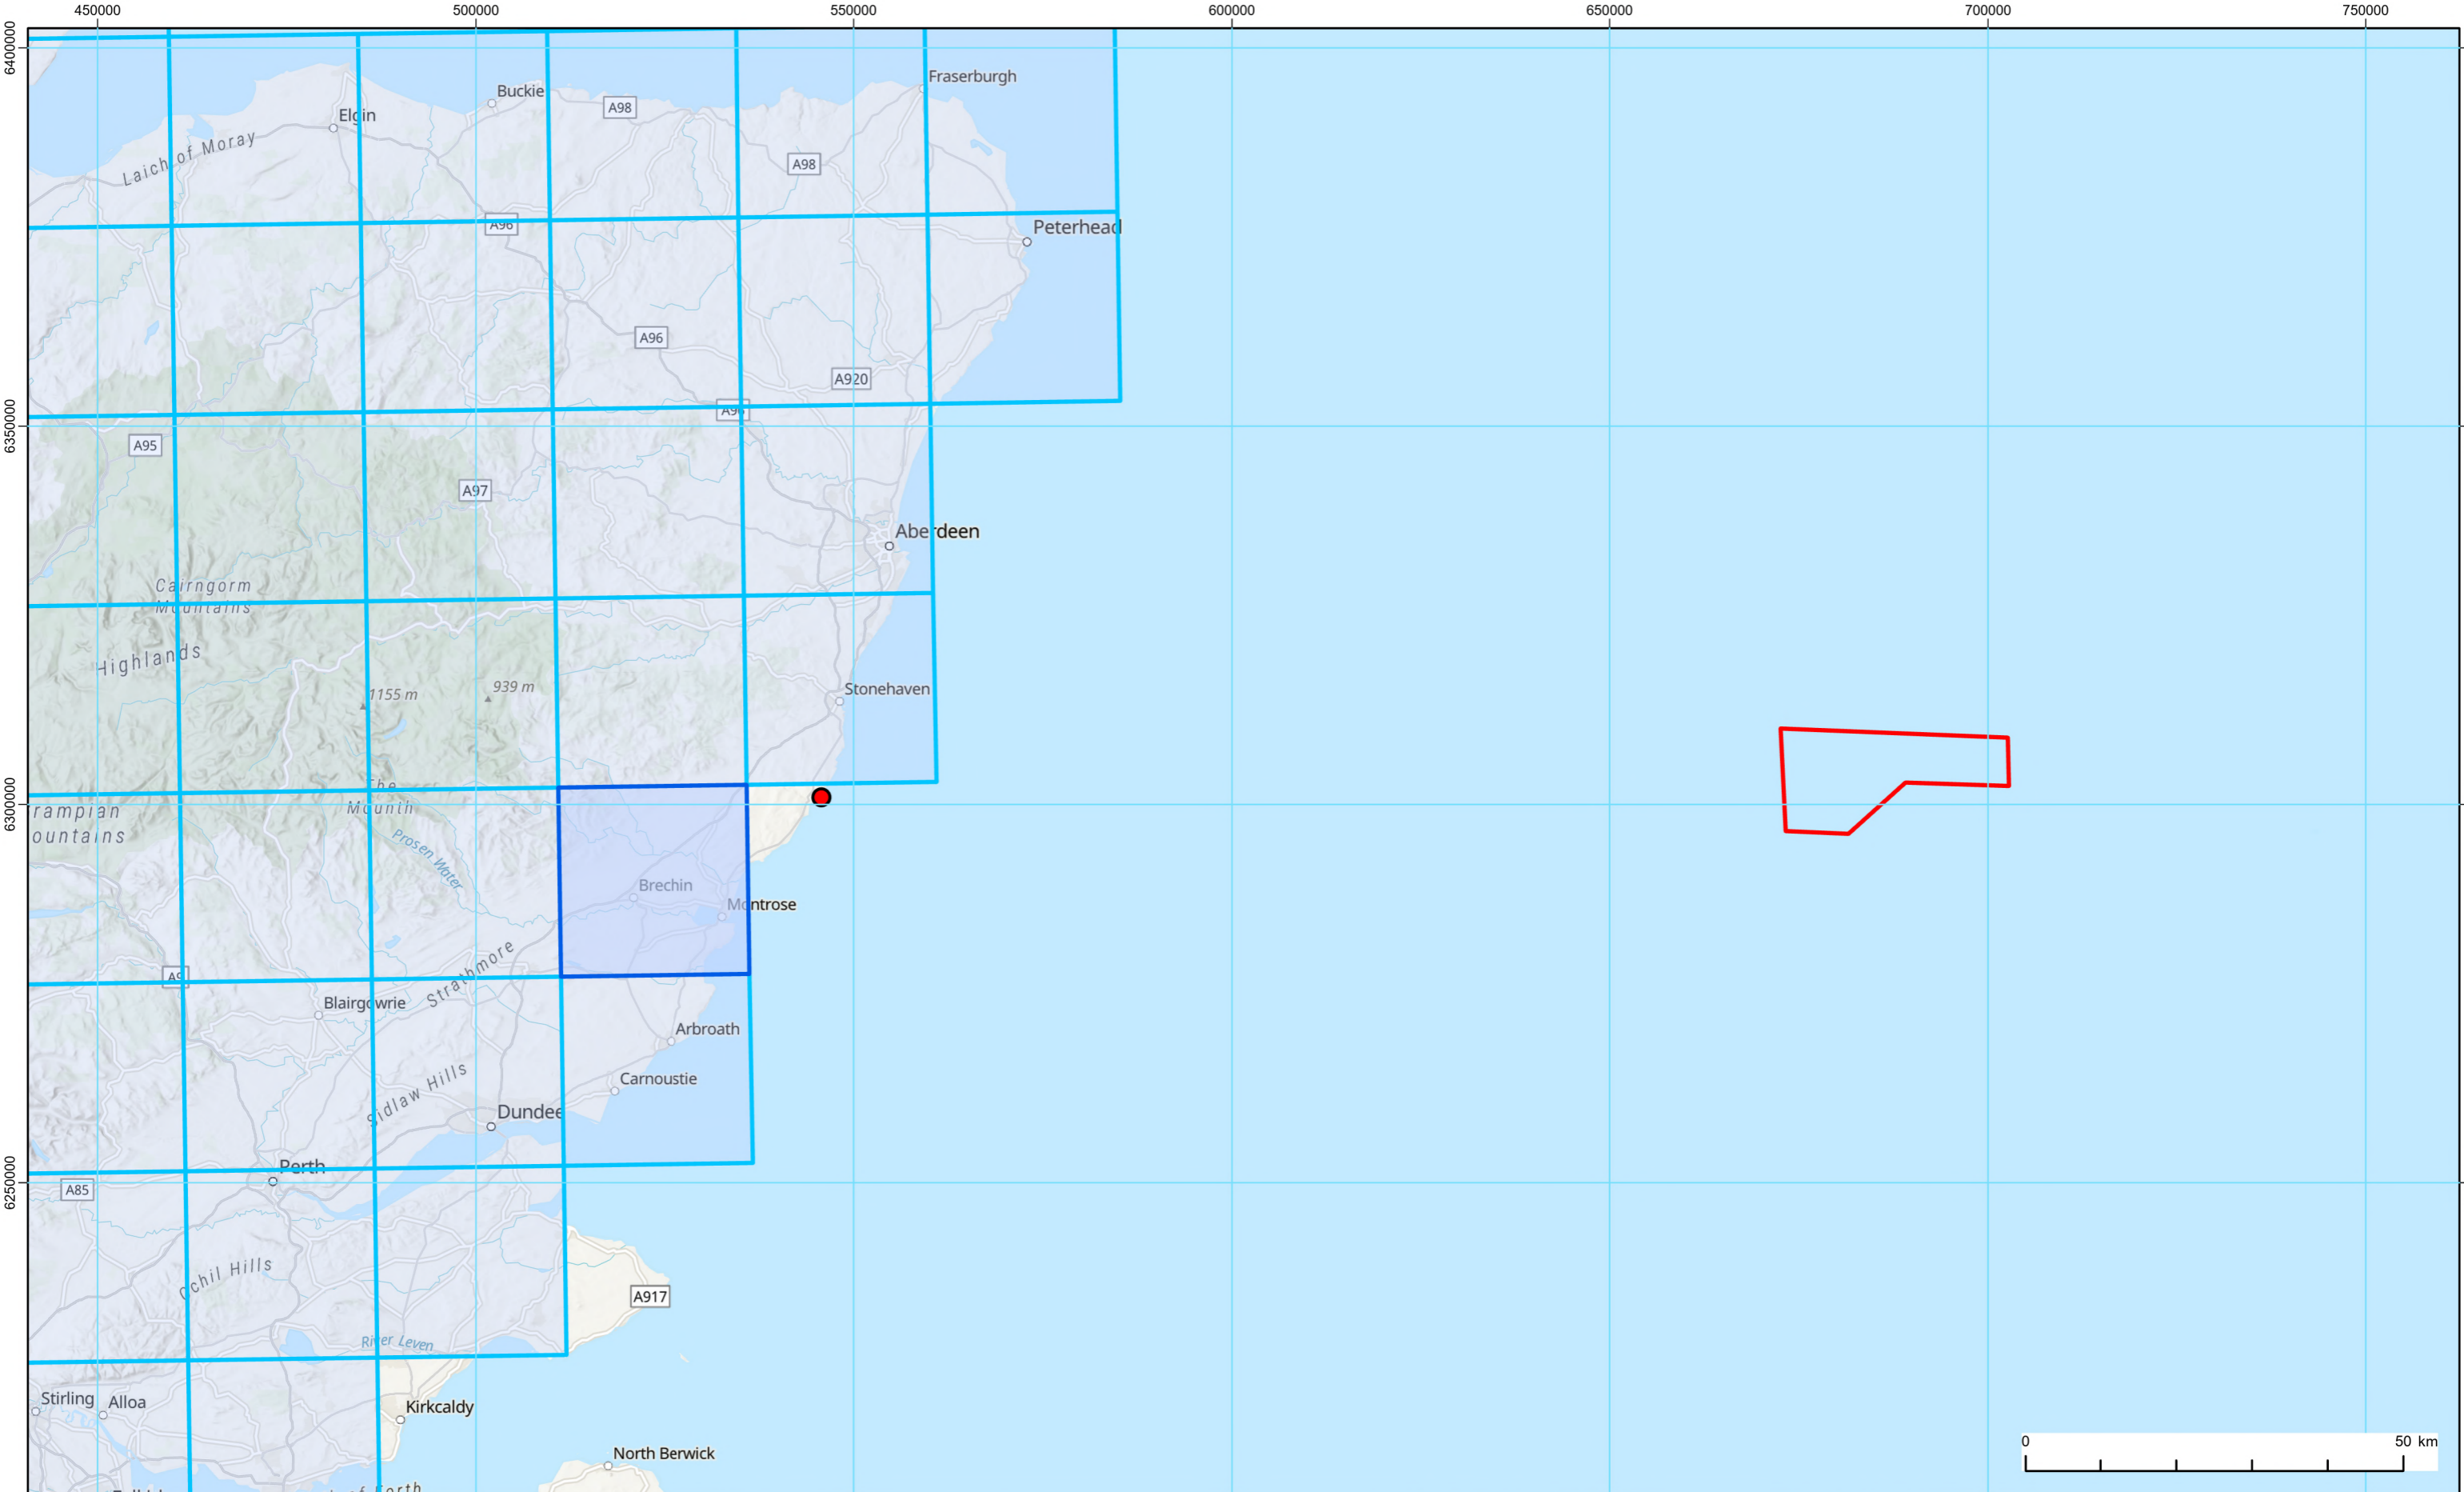 450000
500000
550000
600000
650000
700000
750000
6400000
Fraserburgh
Buckie
A98
Elgin
Laich of Moray
A98
Peterhead
A96
A96
A920
6350000
A96
A95
A97
Aberdeen
Cairngorm
Mountains
Highlands
1155 m
939 m
Stonehaven
6300000
The
Mounth
rampian
ountains
Prosen Water
Brechin
Montrose
Strathmore
A9
Blairgowrie
Arbroath
Sidlaw Hills
Carnoustie
Dundee
6250000
Perth
A85
Ochil Hills
A917
River Leven
Stirling
Alloa
Kirkcaldy
North Berwick
0
50 km